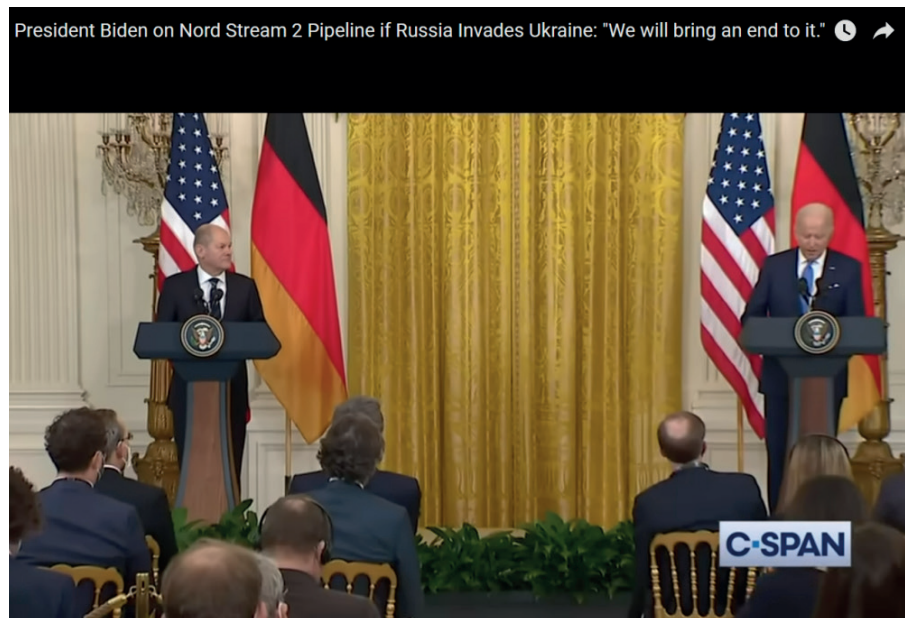 President Biden on Nord Stream 2 Pipeline if Russia Invades Ukraine: "We will bring an end to it."
C-SPAN